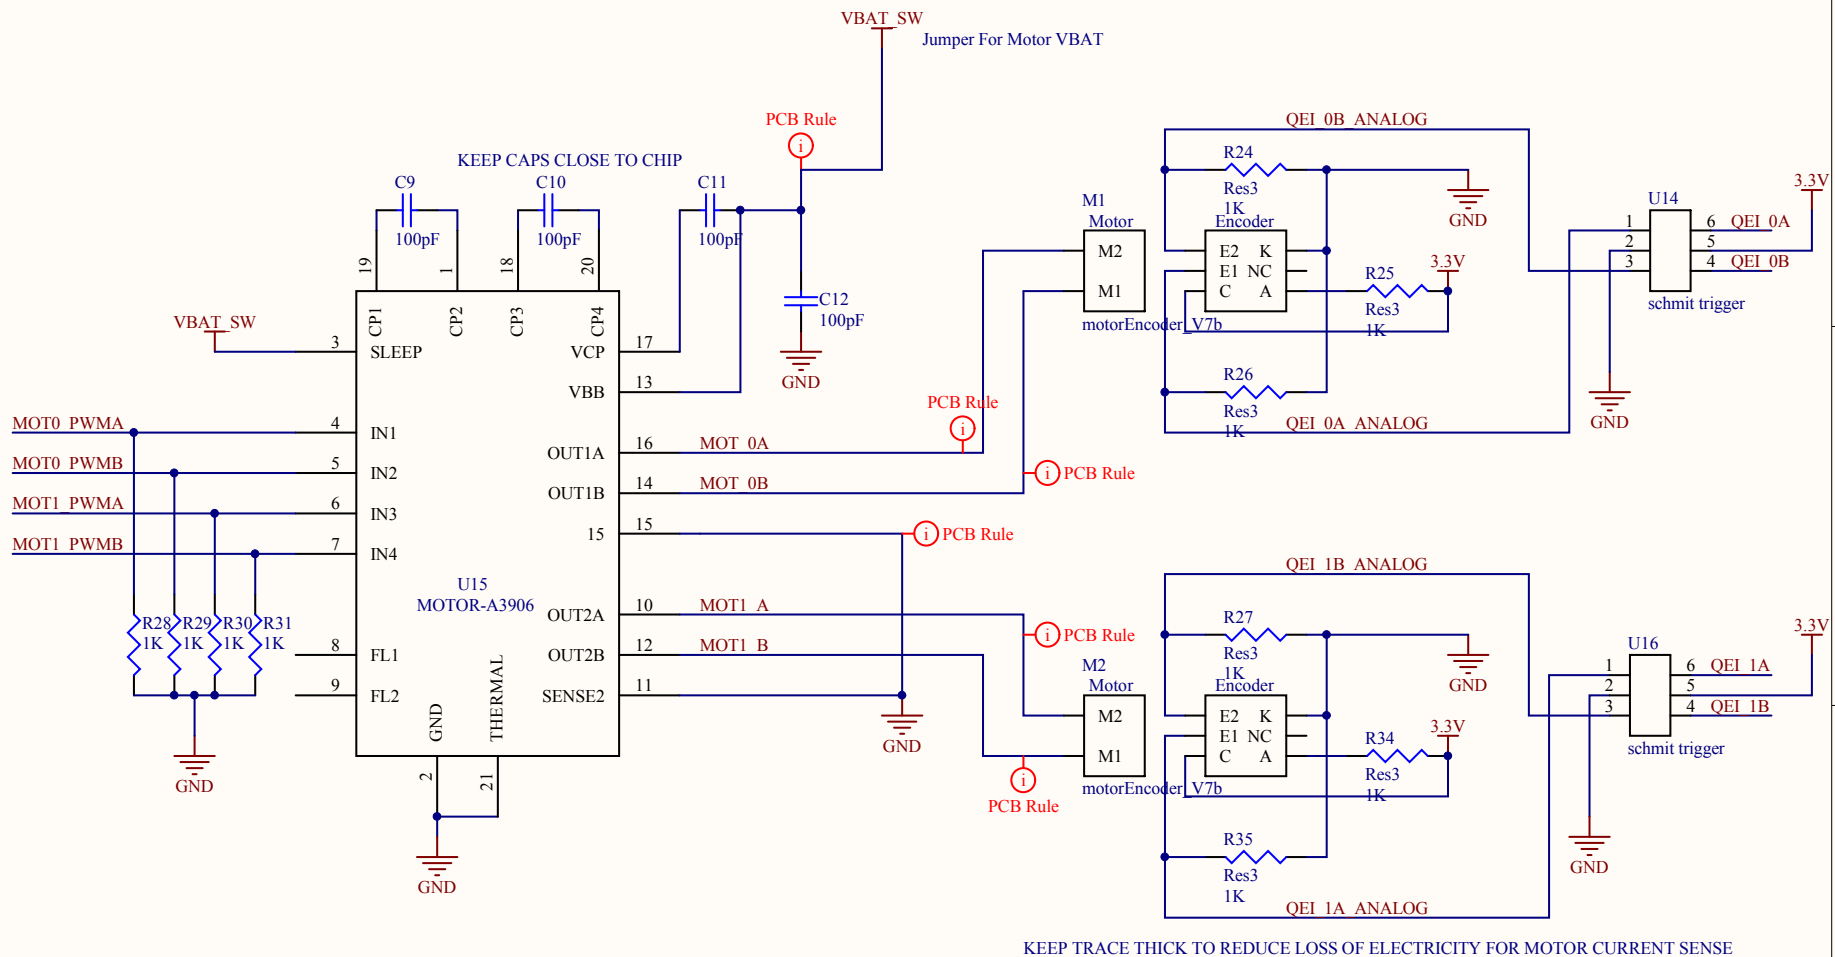 VBAT_SW
Jumper For Motor VBAT
PCB Rule
i
KEEP CAPS CLOSE TO CHIP
C9
100pF
C10
100pF
C11
100pF
C12
100pF
GND
19
1
18
20
CP1
CP2
CP3
CP4
VBAT_SW
3
SLEEP
VCP
17
VBB
13
MOT0_PWMA
4
IN1
MOT0_PWMB
5
IN2
MOT1_PWMA
6
IN3
MOT1_PWMB
7
IN4
OUT1A
16
MOT_0A
PCB Rule
i
OUT1B
14
MOT_0B
i
PCB Rule
15
15
i
PCB Rule
U15
MOTOR-A3906
OUT2A
10
MOT1_A
i
PCB Rule
OUT2B
12
MOT1_B
SENSE2
11
GND
R28
1K
R29
1K
R30
1K
R31
1K
GND
8
FL1
9
FL2
GND
THERMAL
2
21
GND
i
PCB Rule
M1
Motor
M2
M1
motorEncoder_V7b
QEI_0B_ANALOG
R24
Res3
1K
GND
Encoder
E2 K
E1 NC
C A
R25
Res3
1K
3.3V
R26
Res3
1K
QEI_0A_ANALOG
U14
1
2
3
6
5
4
QEI_0A
QEI_0B
3.3V
schmit trigger
GND
M2
Motor
M2
M1
motorEncoder_V7b
QEI_1B_ANALOG
R27
Res3
1K
GND
Encoder
E2 K
E1 NC
C A
R34
Res3
1K
3.3V
R35
Res3
1K
QEI_1A_ANALOG
U16
1
2
3
6
5
4
QEI_1A
QEI_1B
3.3V
schmit trigger
GND
KEEP TRACE THICK TO REDUCE LOSS OF ELECTRICITY FOR MOTOR CURRENT SENSE